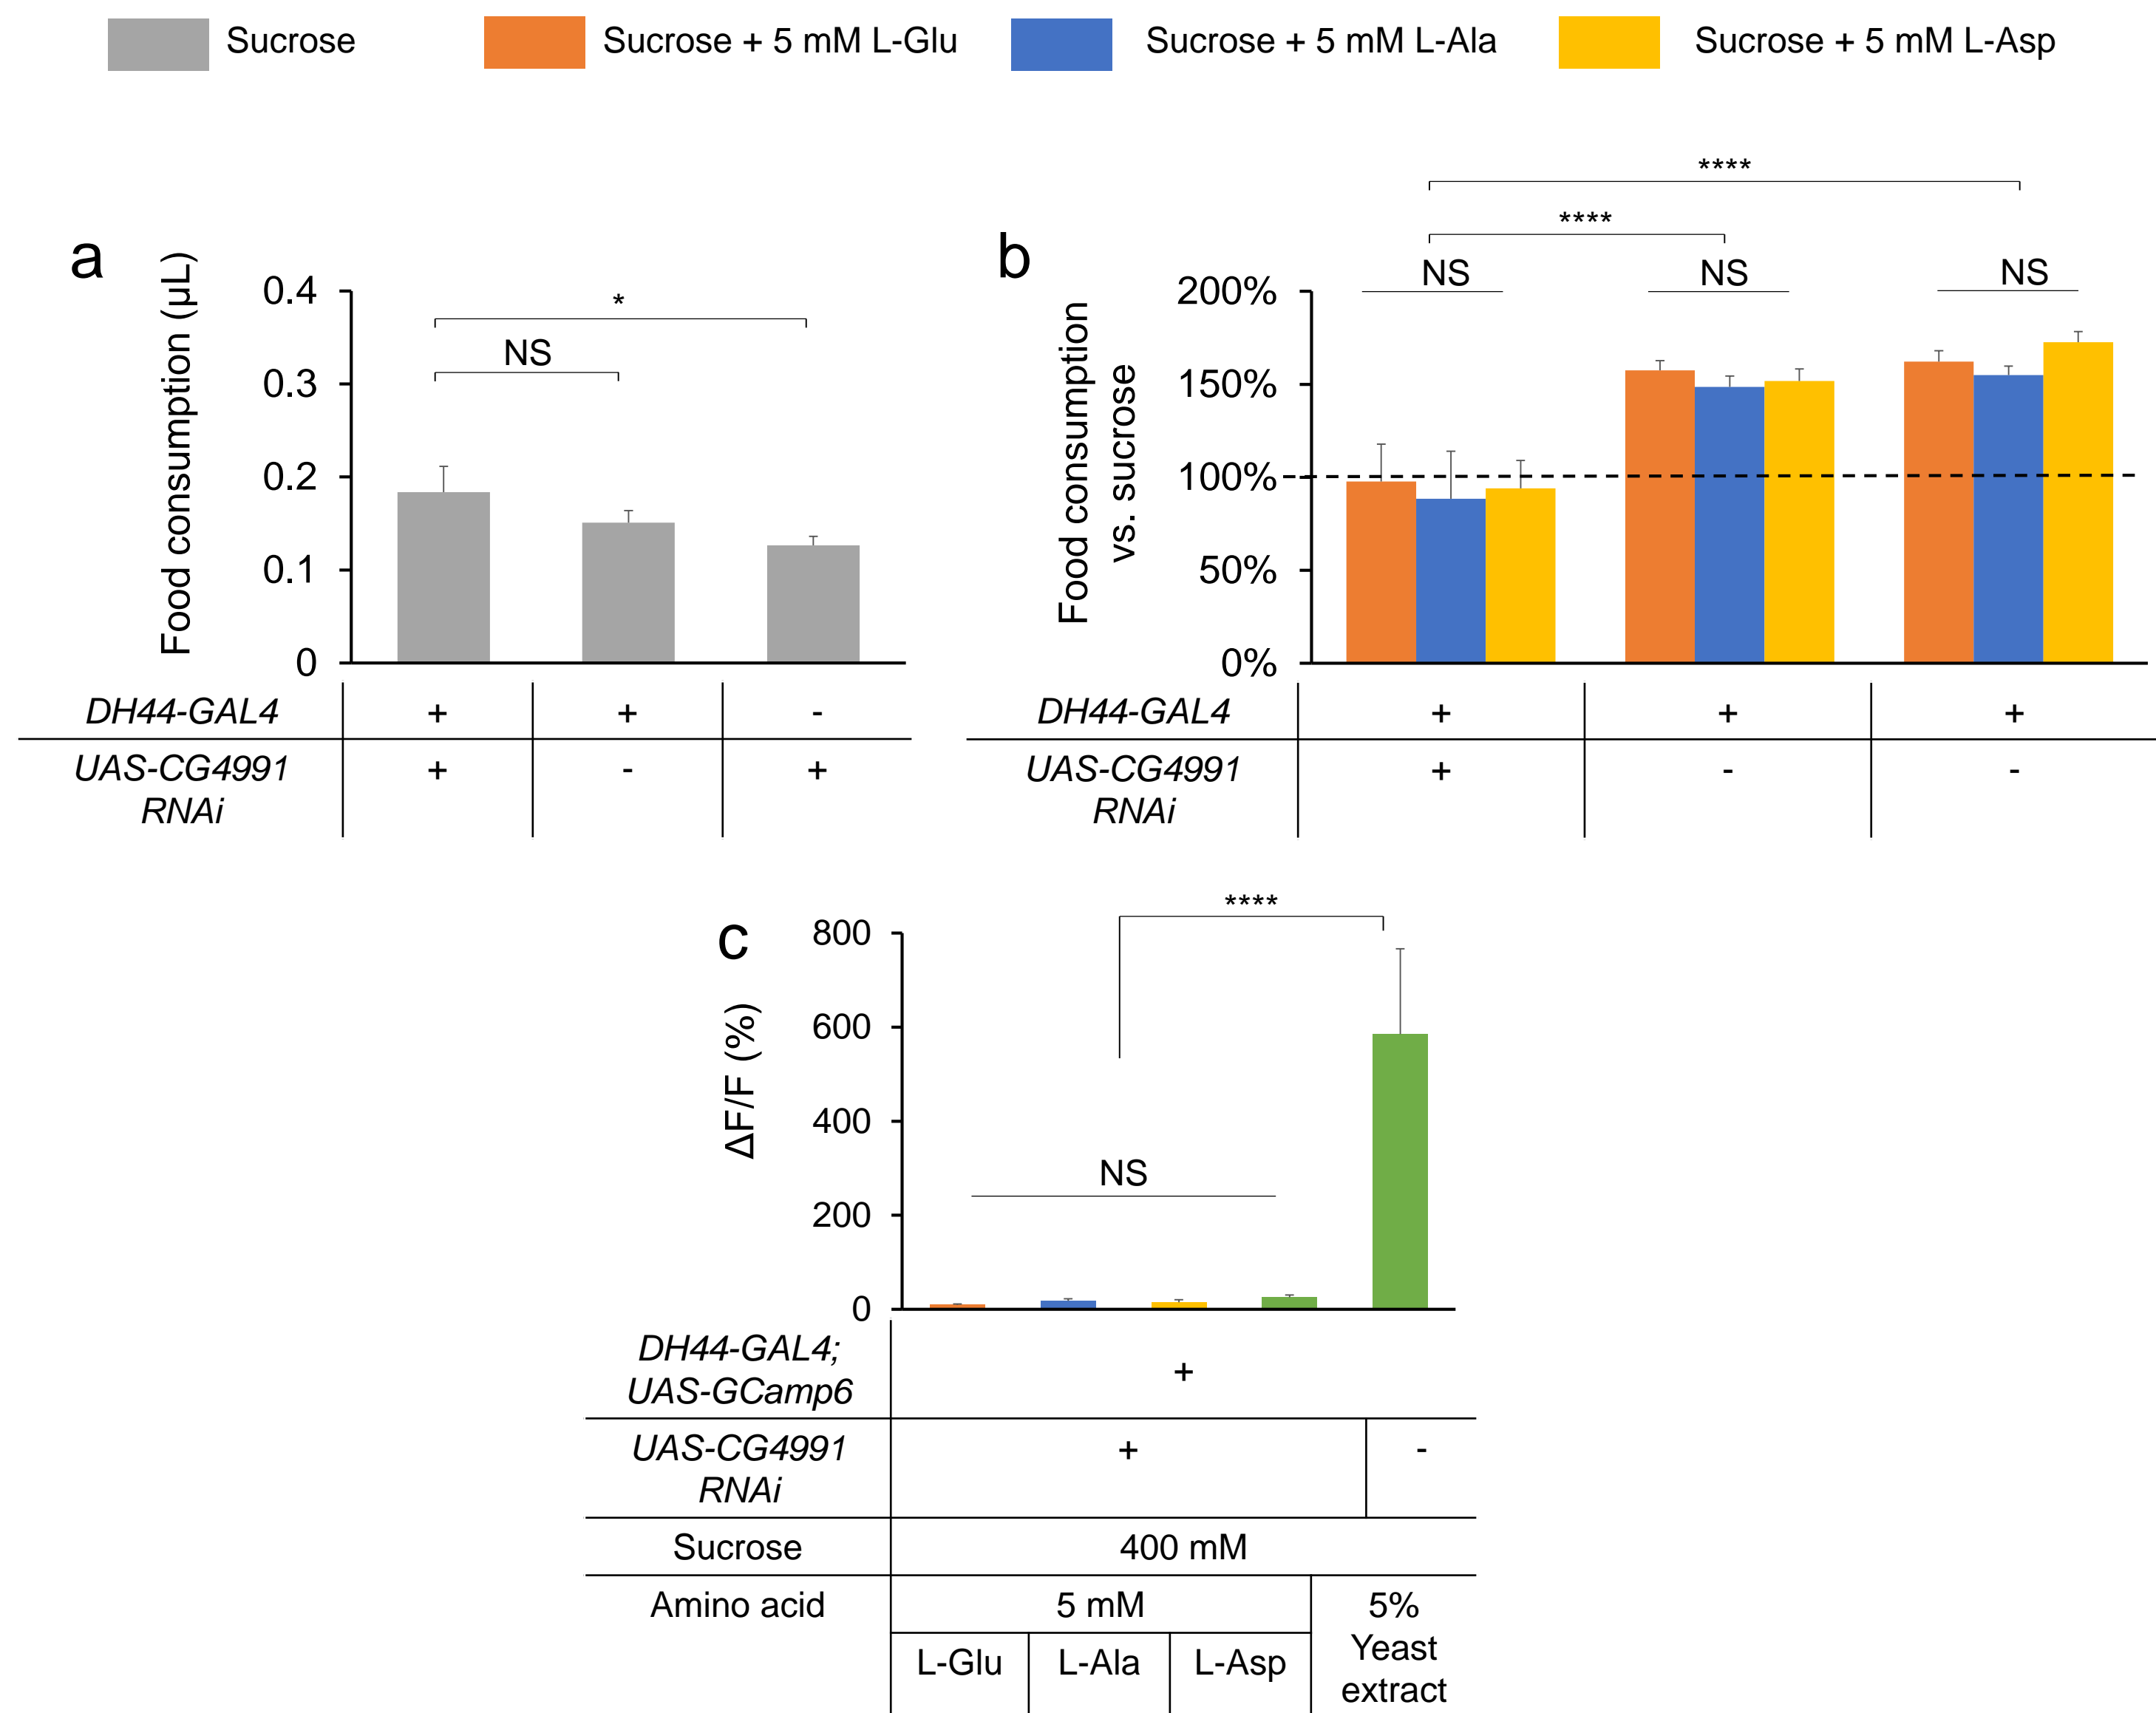 Sucrose
Sucrose + 5 mM L-Glu
Sucrose + 5 mM L-Ala
Sucrose + 5 mM L-Asp
a
Food consumption (µL)
0.4
0.3
0.2
0.1
0
*
NS
DH44-GAL4
+
+
-
UAS-CG4991
RNAi
+
-
+
b
Food consumption
vs. sucrose
200%
150%
100%
50%
0%
****
****
NS
NS
NS
DH44-GAL4
+
+
+
UAS-CG4991
RNAi
+
-
-
c
ΔF/F (%)
800
600
400
200
0
****
NS
DH44-GAL4;
UAS-GCamp6
+
UAS-CG4991
RNAi
+
-
Sucrose
400 mM
Amino acid
5 mM
L-Glu
L-Ala
L-Asp
5%
Yeast
extract